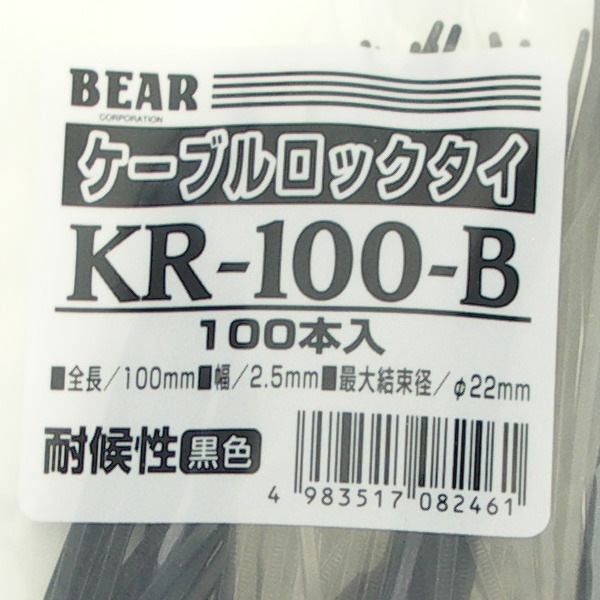 BEAR
CORPORATION
ケーブルロックタイ
KR-100-B
100本入
■全長/100mm■幅/2.5mm■最大結束径/φ22mm
耐候性 黒色
4 983517 082461